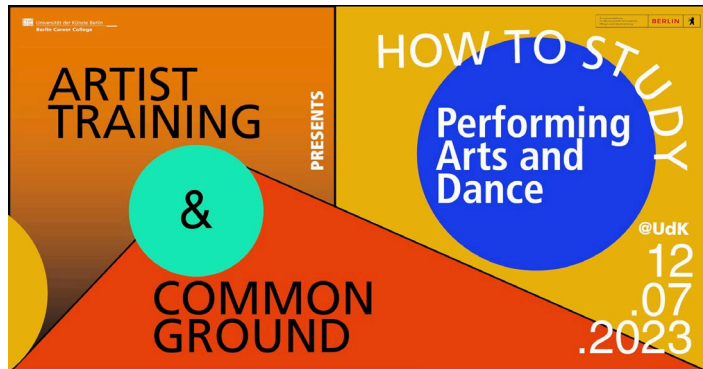 Universität der Künste Berlin
Berlin Career College
ARTIST
TRAINING
&
COMMON
GROUND
PRESENTS
BERLIN
HOW TO STUDY
Performing
Arts and
Dance
@UdK
12
.07
.2023